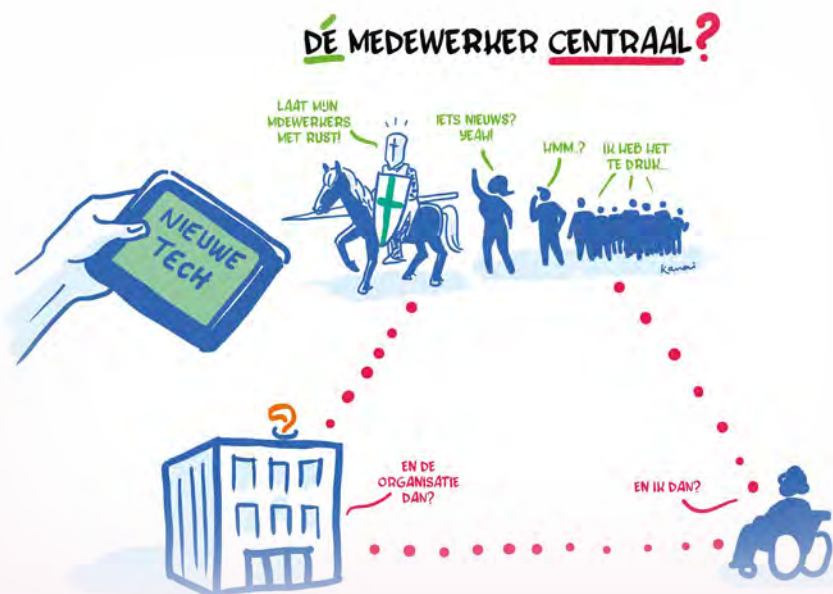 DÉ MEDEWERKER CENTRAAL?
LAAT MIJN
MDEWERKERS
MET RUST!
IETS NIEUWS?
YEAH!
HMM.?
IK HEB HET
TE DRUK...
NIEUWE
TECH
EN DE
ORGANISATIE
DAN?
EN IK DAN?